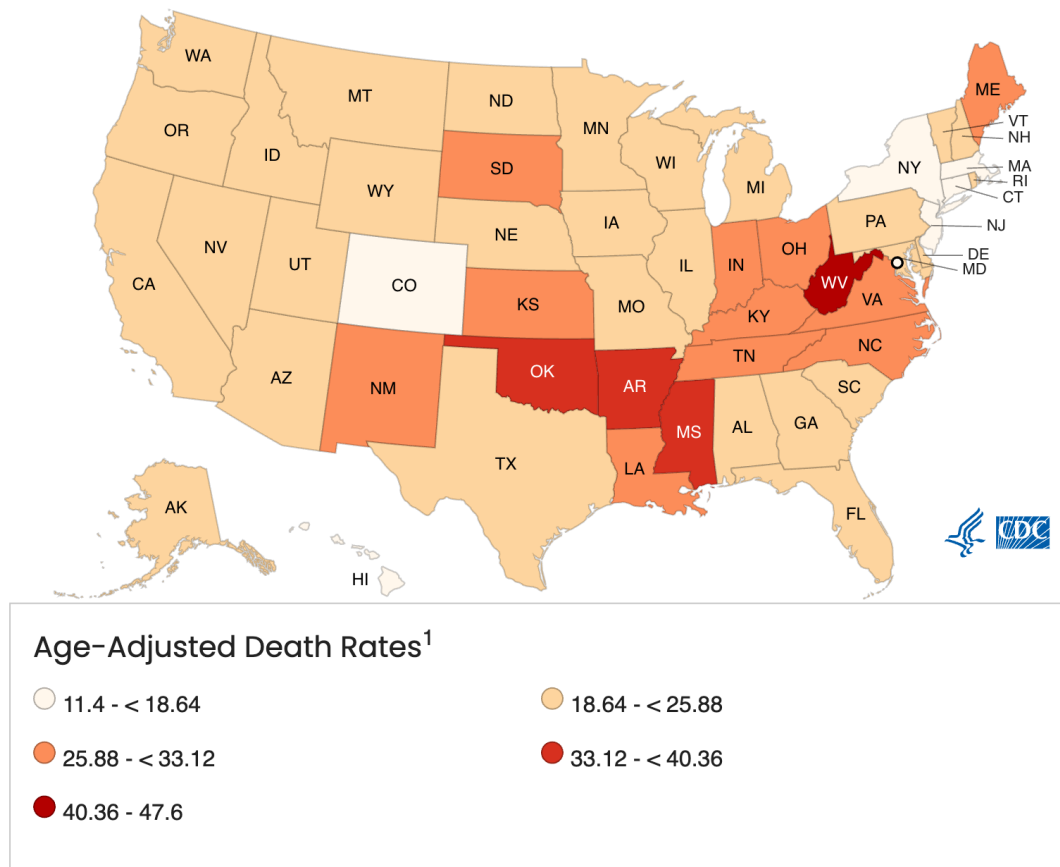 WA
MT
ND
MN
ME
VT
NH
OR
ID
SD
WI
NY
MA
RI
CT
WY
MI
IA
PA
NJ
NV
NE
OH
DE
MD
UT
IL
IN
CA
CO
WV
KS
MO
KY
VA
TN
NC
AZ
NM
OK
AR
SC
MS
AL
GA
TX
LA
AK
FL
CDC
HI
Age-Adjusted Death Rates1
11.4 - < 18.64
18.64 - < 25.88
25.88 - < 33.12
33.12 - < 40.36
40.36 - 47.6